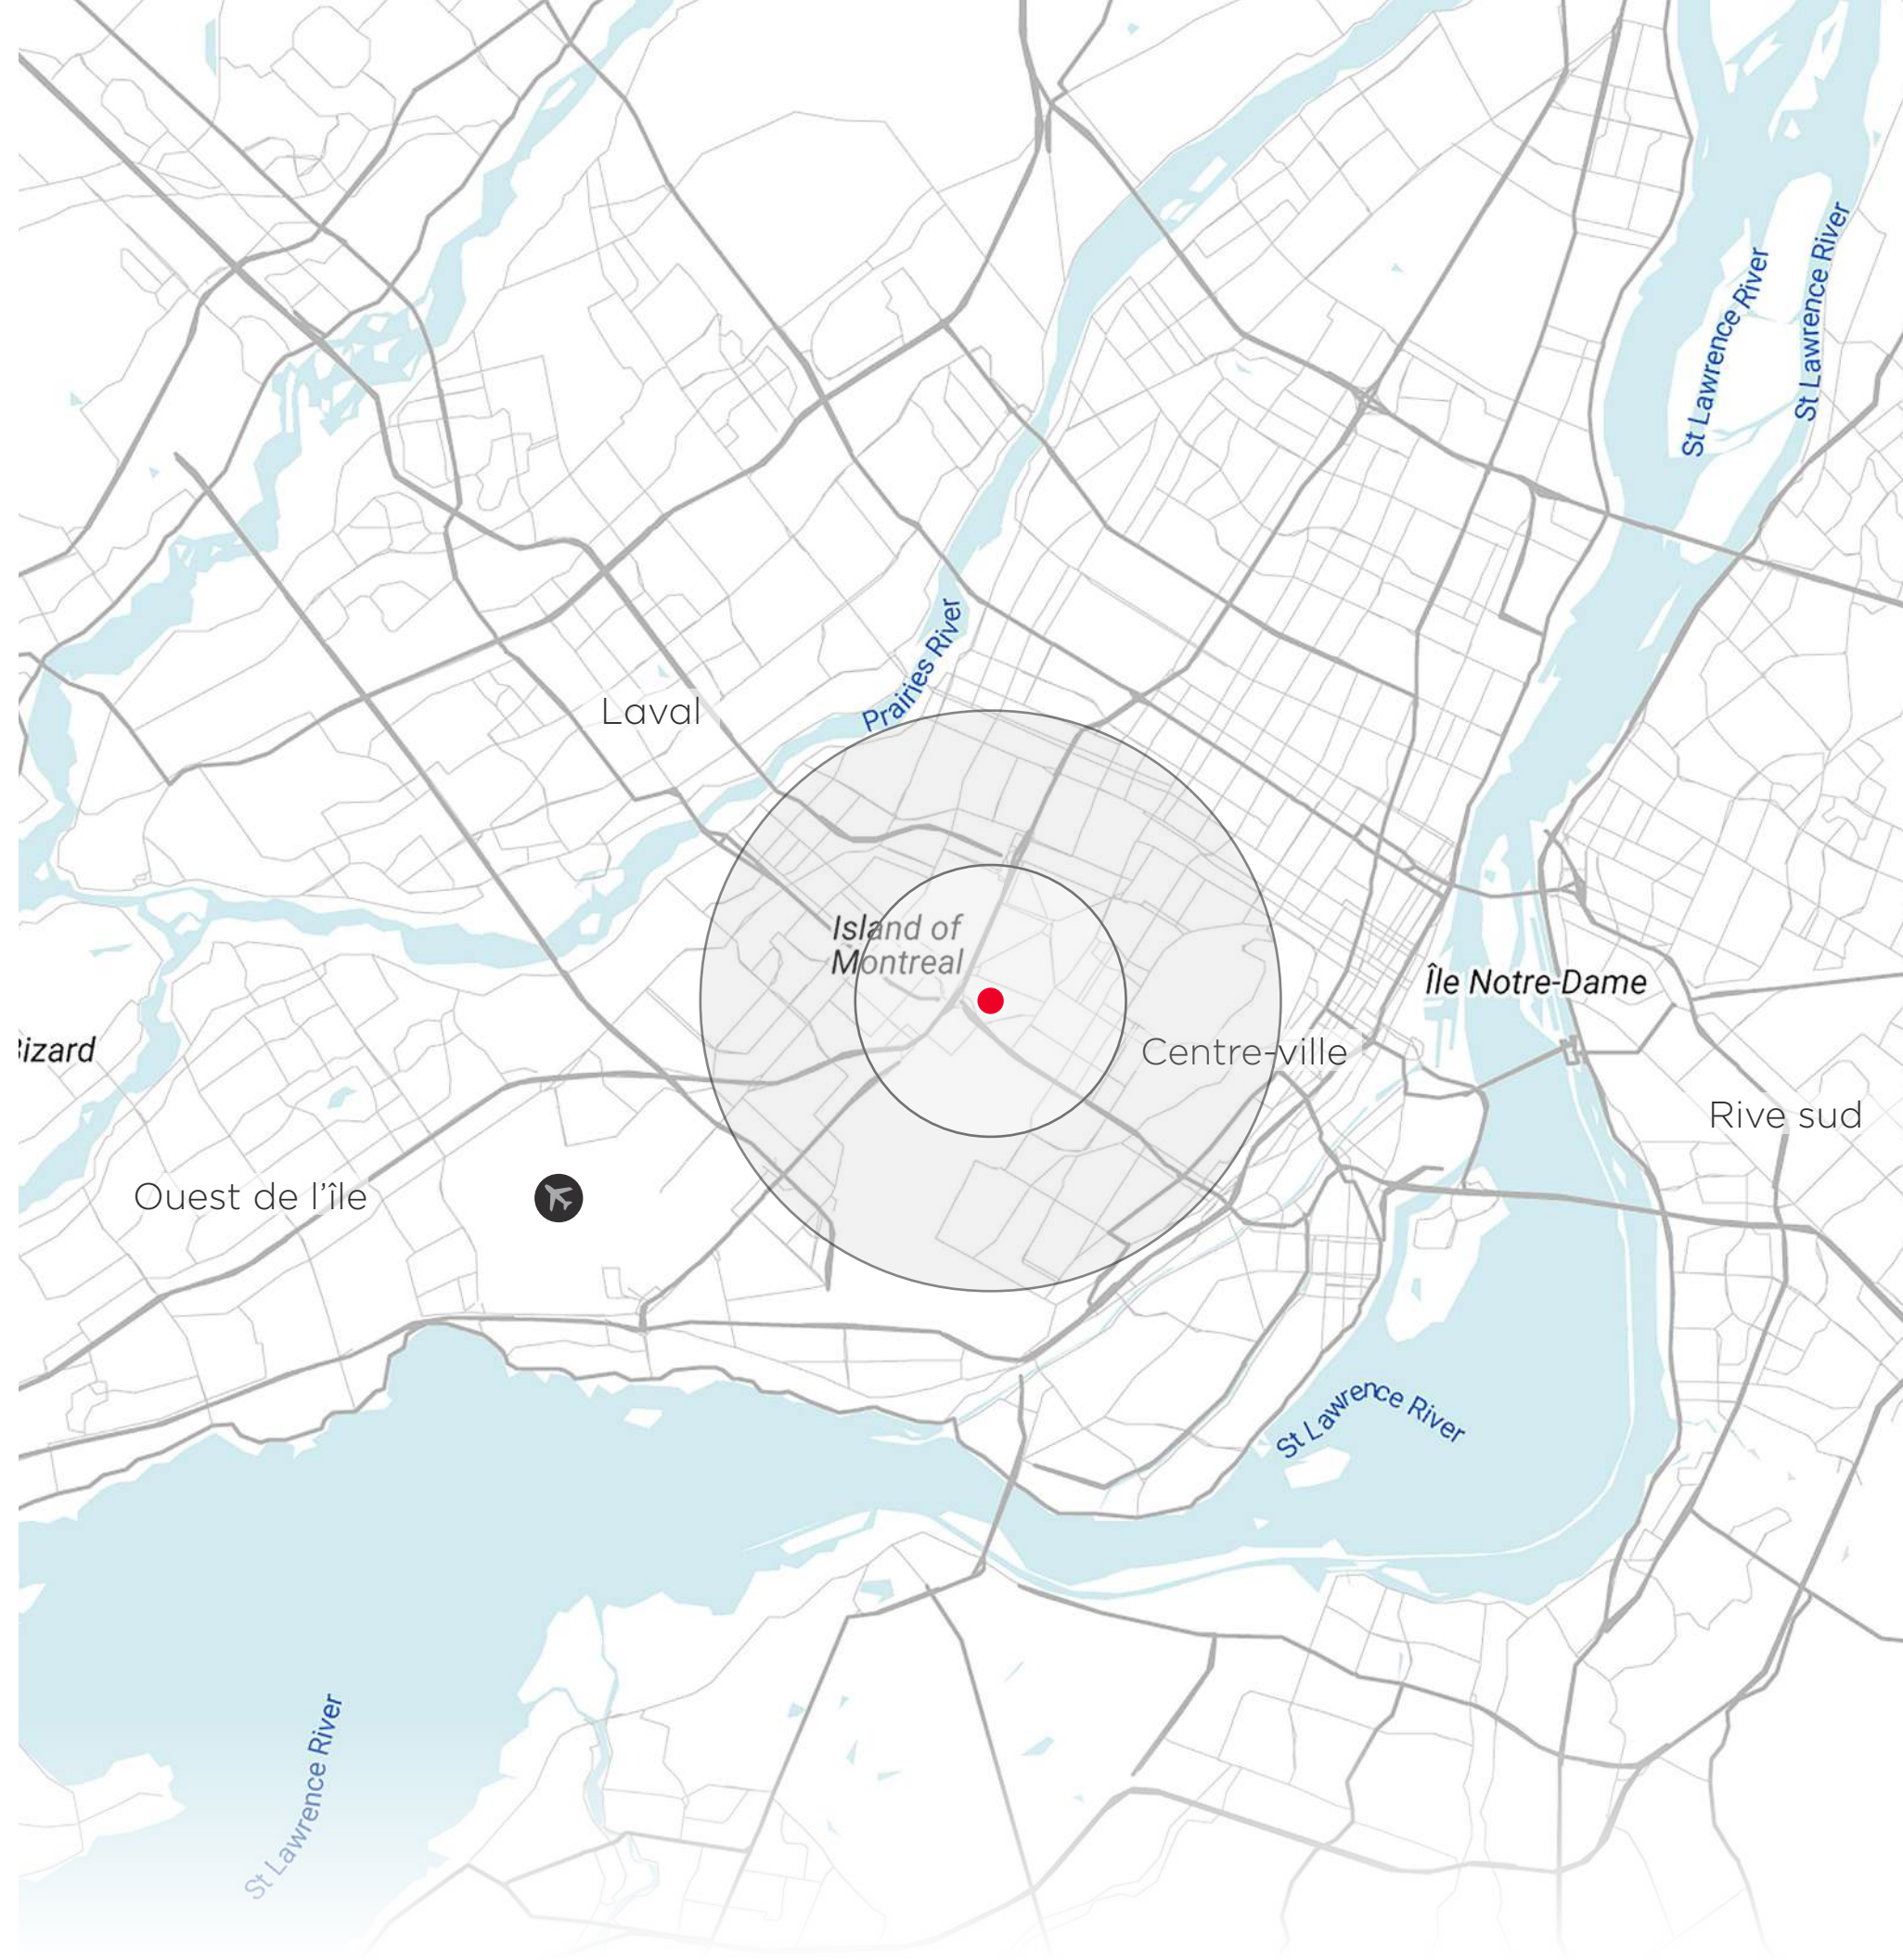 St Lawrence River
St Lawrence River
Prairies River
Laval
Island of
Montreal
Île Notre-Dame
Centre-ville
izard
Rive sud
Ouest de l'île
St Lawrence River
St Lawrence River